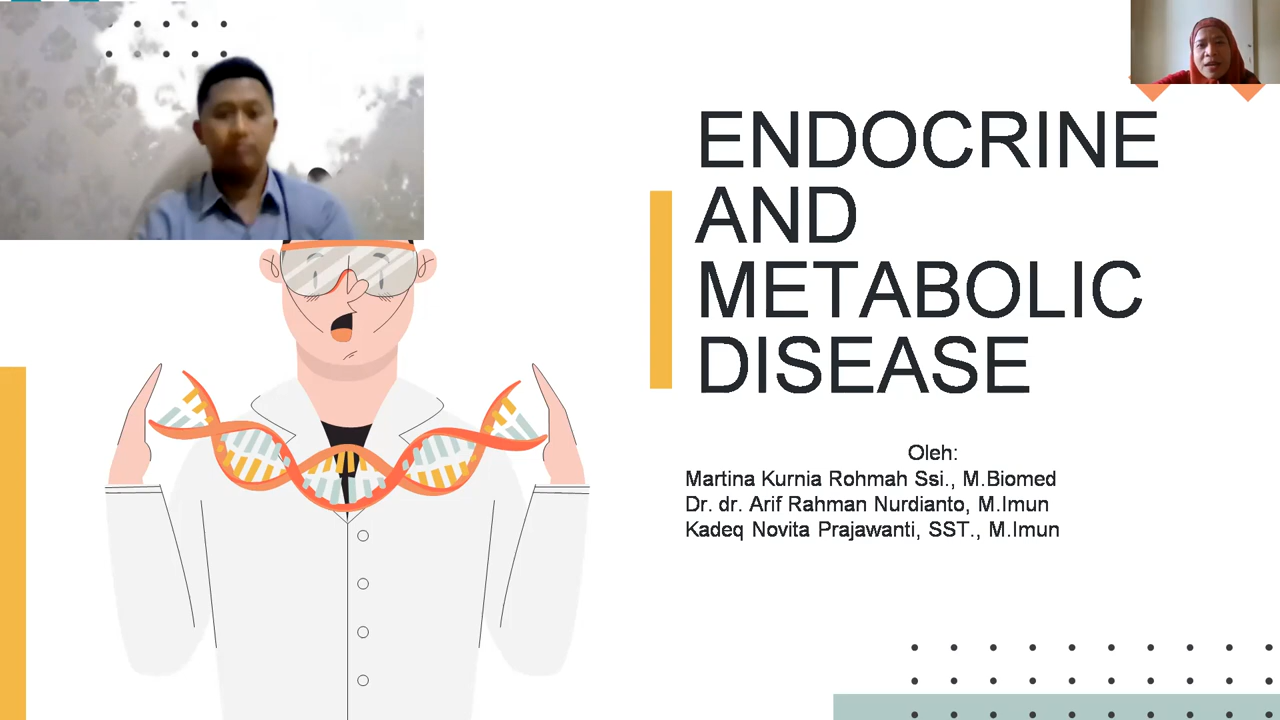 ENDOCRINE
AND
METABOLIC
DISEASE
Oleh:
Martina Kurnia Rohmah Ssi., M.Biomed
Dr. dr. Arif Rahman Nurdianto, M.Imun
Kadeq Novita Prajawanti, SST., M.Imun